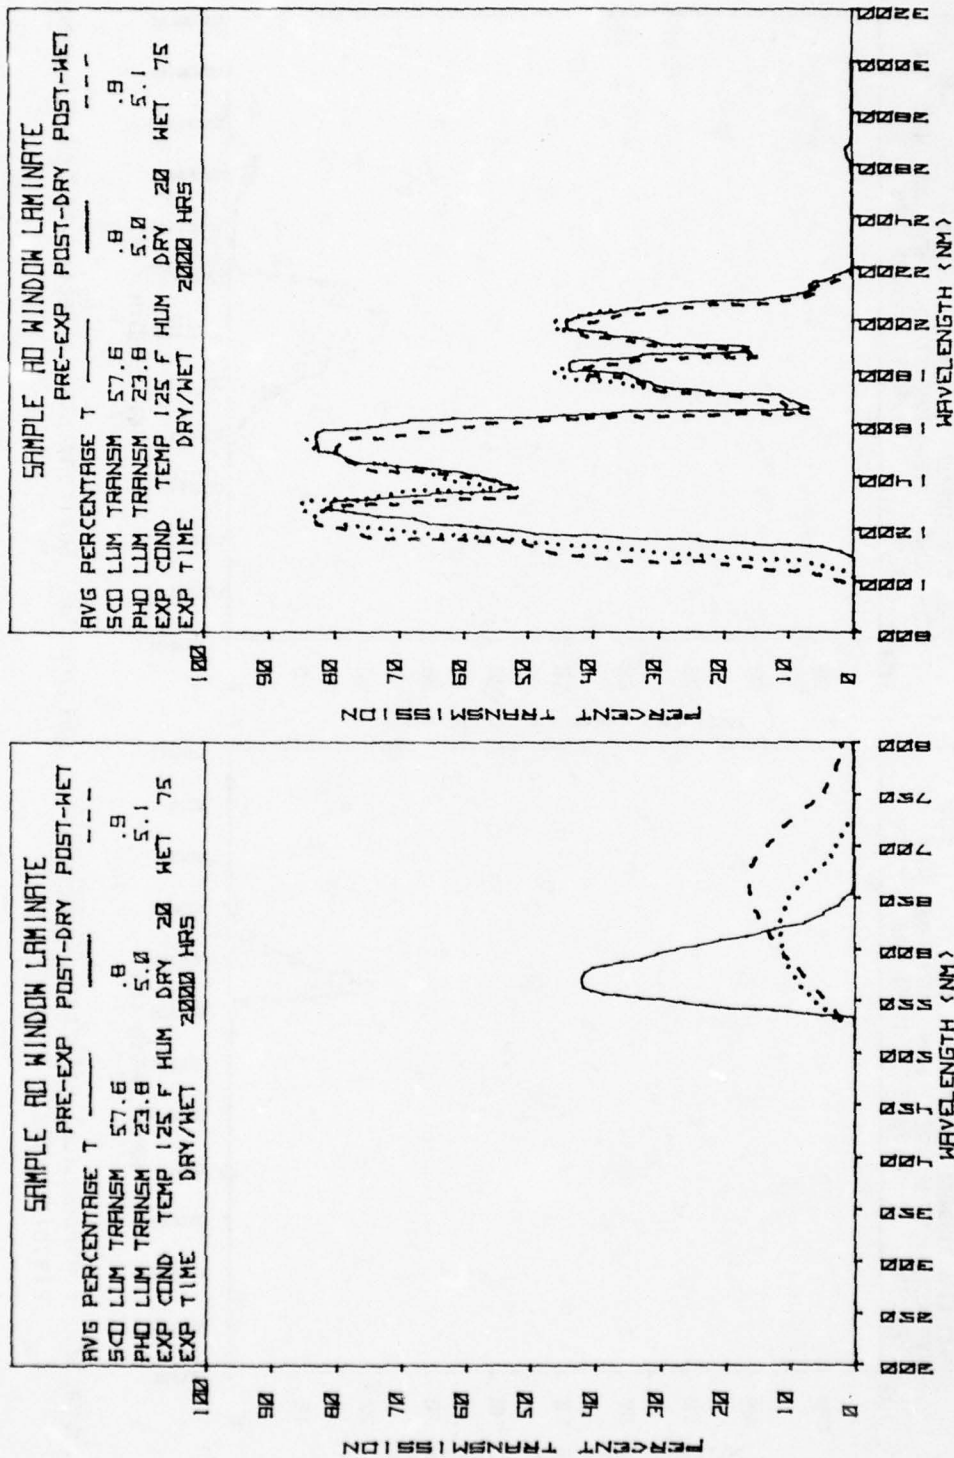 SAMPLE AO WINDOW LAMINATE
PRE-EXP POST-DRY POST-WET
AVG PERCENTAGE T
SCO LUM TRANSM 57.6 .8 .9
PHO LUM TRANSM 23.8 5.0 5.1
EXP COND TEMP 125 F HUM DRY 20 WET 75
EXP TIME DRY/WET 2000 HRS
100
90
80
70
60
50
40
30
20
10
0
PERCENT TRANSMISSION
200 250 300 350 400 450 500 550 600 650 700 750 800
WAVELENGTH (NM)
SAMPLE AO WINDOW LAMINATE
PRE-EXP POST-DRY POST-WET
AVG PERCENTAGE T
SCO LUM TRANSM 57.6 .8 .9
PHO LUM TRANSM 23.8 5.0 5.1
EXP COND TEMP 125 F HUM DRY 20 WET 75
EXP TIME DRY/WET 2000 HRS
100
90
80
70
60
50
40
30
20
10
0
PERCENT TRANSMISSION
800 1000 1200 1400 1600 1800 2000 2200 2400 2600 2800 3000 3200
WAVELENGTH (NM)